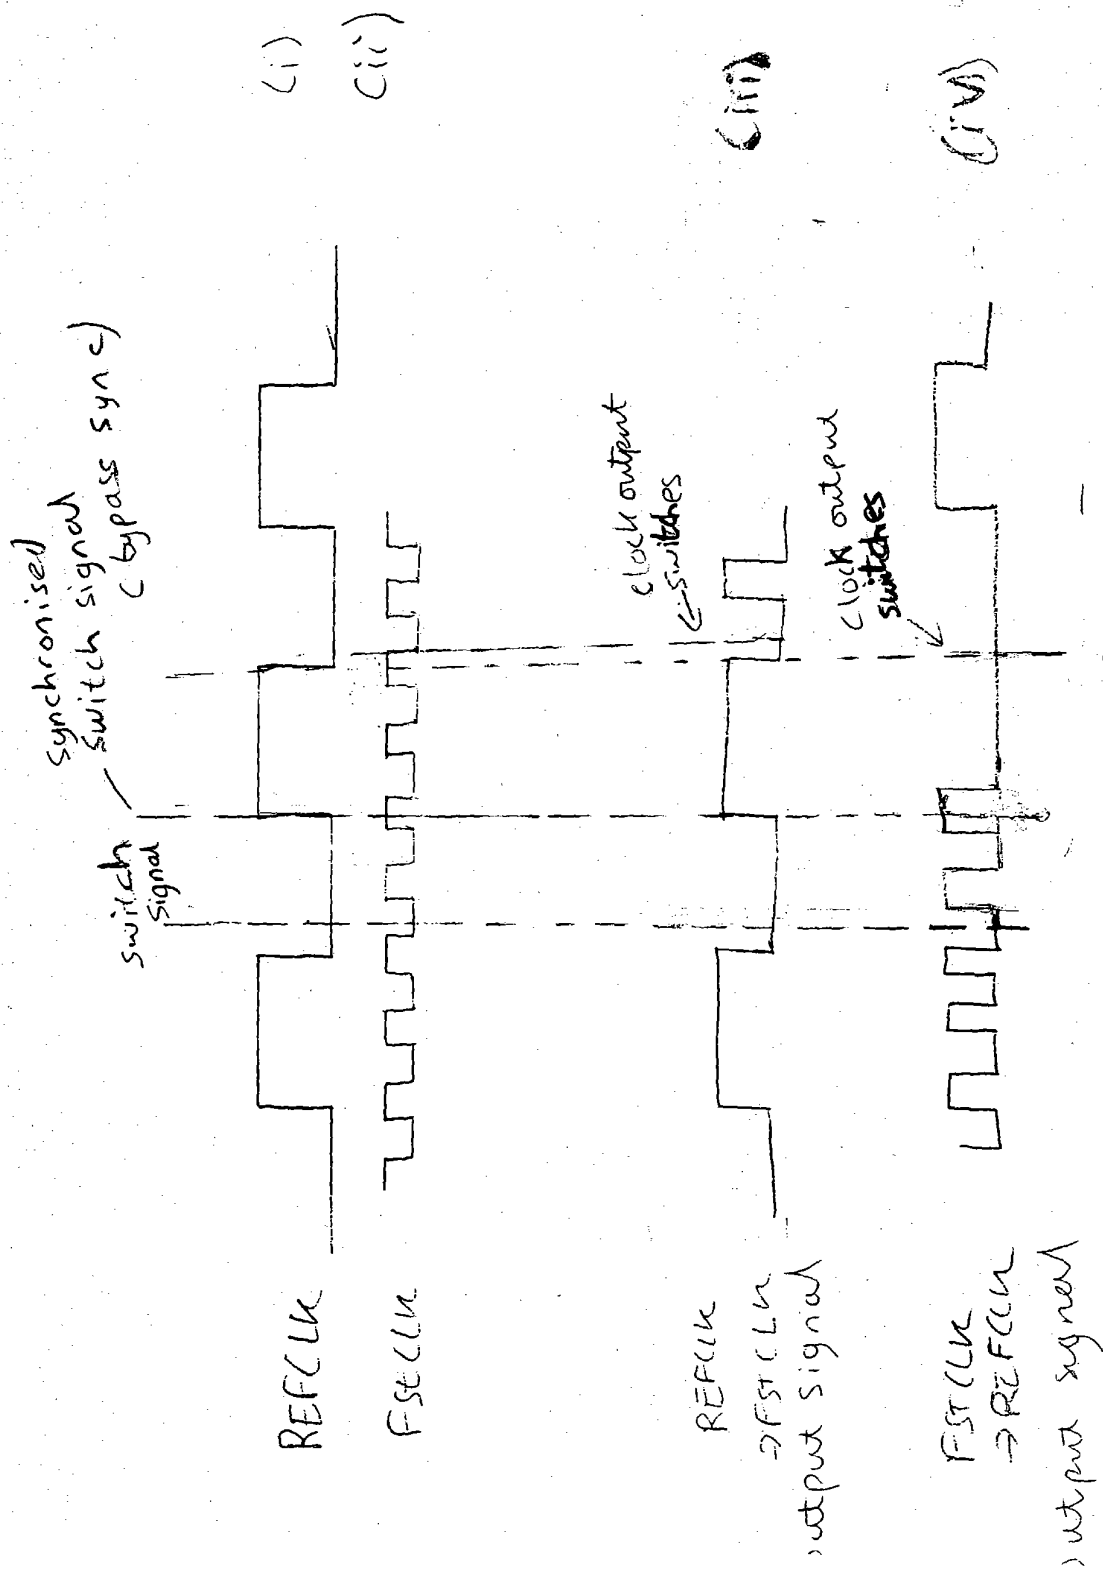 Synchronised
switch signal
(bypass sync)
switch
signal
REFCLK
(i)
FstCLK
(ii)
clock output
switches
REFCLK
→FSTCLK
output signal
(iii)
clock output
switches
FSTCLK
→REFCLK
output signal
(iv)